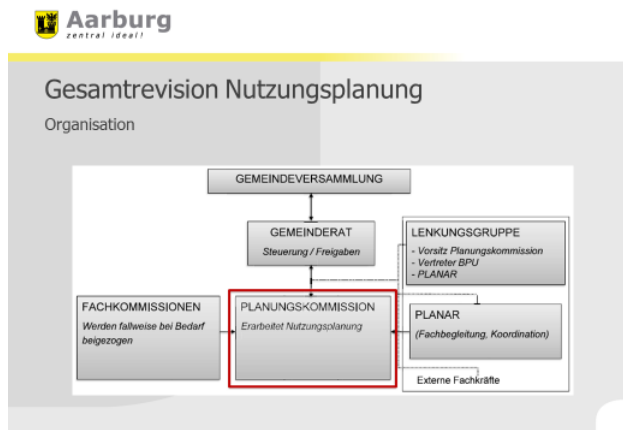 Aarburg
zentral ideal!
Gesamtrevision Nutzungsplanung
Organisation
GEMEINDEVERSAMMLUNG
GEMEINDERAT
Steuerung / Freigaben
LENKUNGSGRUPPE
- Vorsitz Planungskommission
- Vertreter BPU
- PLANAR
FACHKOMMISSIONEN
Werden fallweise bei Bedarf
beigezogen
PLANUNGSKOMMISSION
Erarbeitet Nutzungsplanung
PLANAR
(Fachbegleitung, Koordination)
Externe Fachkräfte